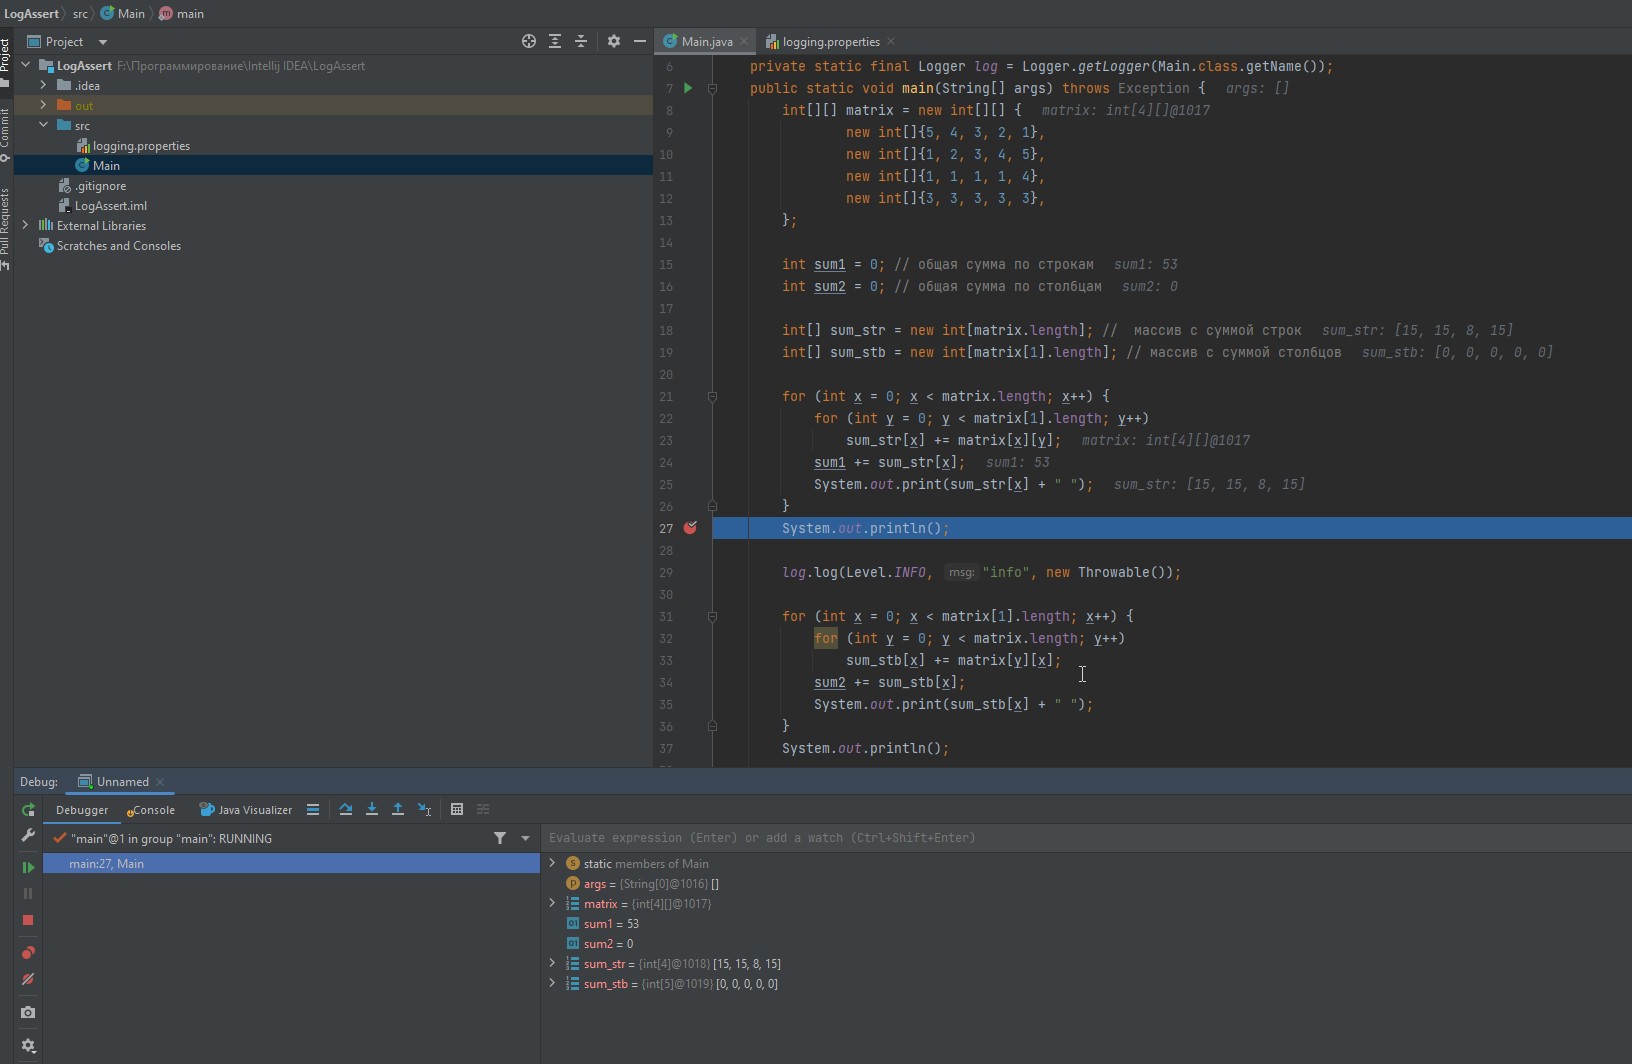 LogAssert src Main main
Project
Commit
Pull Requests
Project
LogAssert F:\Программирование\Intellij IDEA\LogAssert
.idea
out
src
logging.properties
Main
.gitignore
LogAssert.iml
External Libraries
Scratches and Consoles
Main.java logging.properties
6 private static final Logger log = Logger.getLogger(Main.class.getName());
7 public static void main(String[] args) throws Exception { args: []
8 int[][] matrix = new int[][] { matrix: int[4][]@1017
9 new int[]{5, 4, 3, 2, 1},
10 new int[]{1, 2, 3, 4, 5},
11 new int[]{1, 1, 1, 1, 4},
12 new int[]{3, 3, 3, 3, 3},
13 };
14
15 int sum1 = 0; // общая сумма по строкам sum1: 53
16 int sum2 = 0; // общая сумма по столбцам sum2: 0
17
18 int[] sum_str = new int[matrix.length]; // массив с суммой строк sum_str: [15, 15, 8, 15]
19 int[] sum_stb = new int[matrix[1].length]; // массив с суммой столбцов sum_stb: [0, 0, 0, 0, 0]
20
21 for (int x = 0; x < matrix.length; x++) {
22 for (int y = 0; y < matrix[1].length; y++)
23 sum_str[x] += matrix[x][y]; matrix: int[4][]@1017
24 sum1 += sum_str[x]; sum1: 53
25 System.out.print(sum_str[x] + " "); sum_str: [15, 15, 8, 15]
26 }
27 System.out.println();
28
29 log.log(Level.INFO, msg: "info", new Throwable());
30
31 for (int x = 0; x < matrix[1].length; x++) {
32 for (int y = 0; y < matrix.length; y++)
33 sum_stb[x] += matrix[y][x];
34 sum2 += sum_stb[x];
35 System.out.print(sum_stb[x] + " ");
36 }
37 System.out.println();
Debug: Unnamed
Debugger Console Java Visualizer
"main"@1 in group "main": RUNNING
main:27, Main
Evaluate expression (Enter) or add a watch (Ctrl+Shift+Enter)
static members of Main
args = {String[0]@1016} []
matrix = {int[4][]@1017}
sum1 = 53
sum2 = 0
sum_str = {int[4]@1018} [15, 15, 8, 15]
sum_stb = {int[5]@1019} [0, 0, 0, 0, 0]